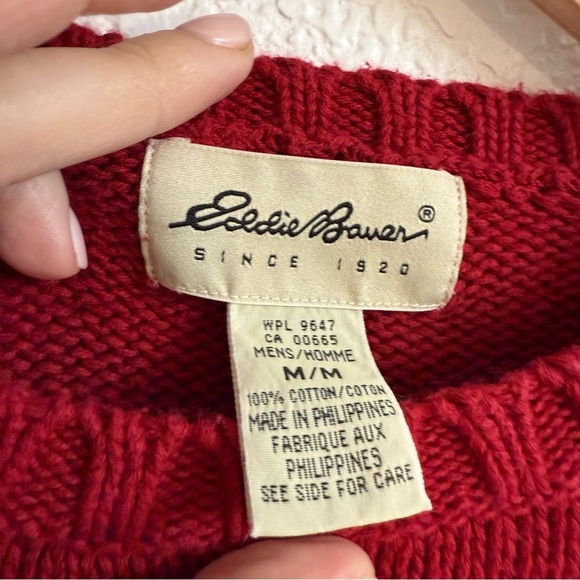 Eddie Bauer®
SINCE 1920
WPL 9647
CA 00665
MENS/HOMME
M/M
100% COTTON/COTON
MADE IN PHILIPPINES
FABRIQUE AUX
PHILIPPINES
SEE SIDE FOR CARE